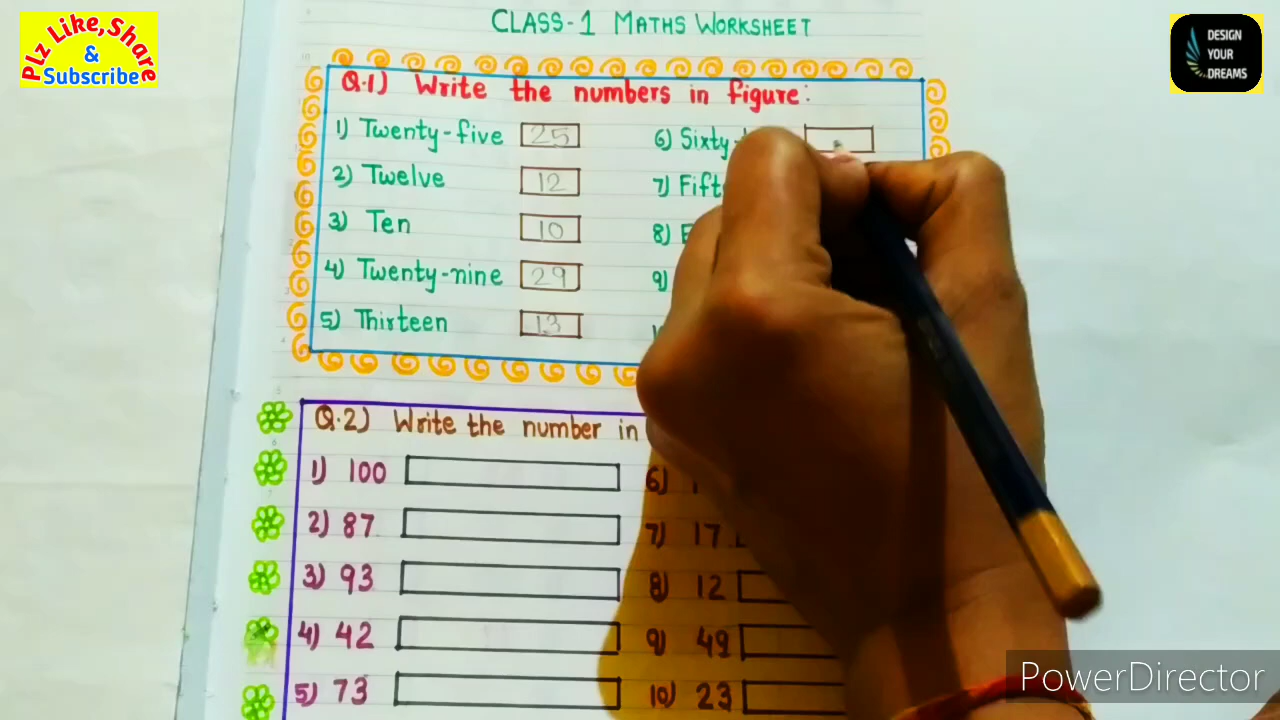 Plz Like, Share
&
Subscribe
DESIGN
YOUR
DREAMS
CLASS-1 MATHS WORKSHEET
Q.1) Write the numbers in figure:
1) Twenty-five 25
2) Twelve 12
3) Ten 10
4) Twenty-nine 29
5) Thirteen 13
6) Sixty-
7)
8)
9)
Q.2) Write the number in
1) 100
2) 87
3) 93
4) 42
5) 73
6)
7) 17
8) 12
9) 49
10) 23
PowerDirector